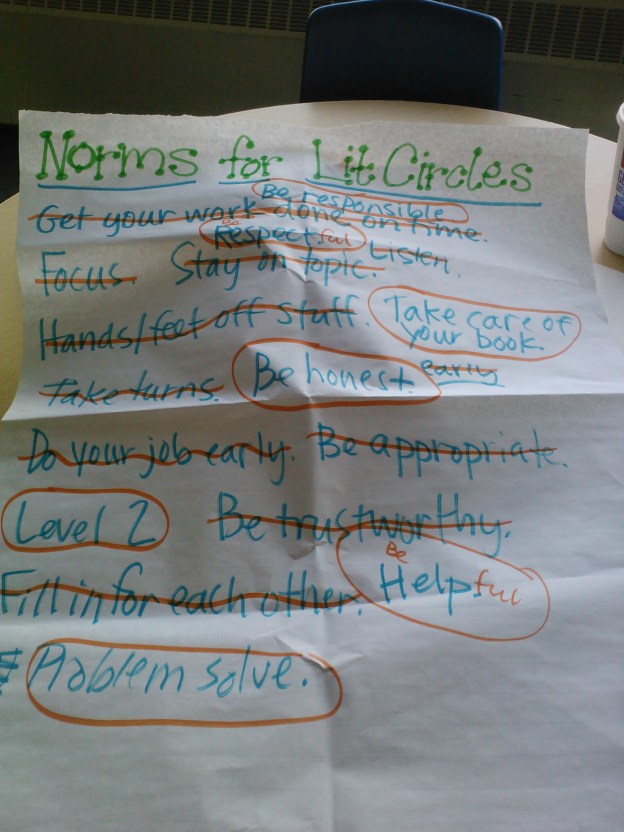 Norms for Lit Circles
Be responsible
Get your work done on time.
Be
Respectful
Focus. Stay on topic. Listen.
Hands/feet off stuff. Take care of
your book.
Take turns. Be honest. early
Do your job early. Be appropriate.
Level 2 Be trustworthy.
Be
Fill in for each other. Helpful
Problem solve.